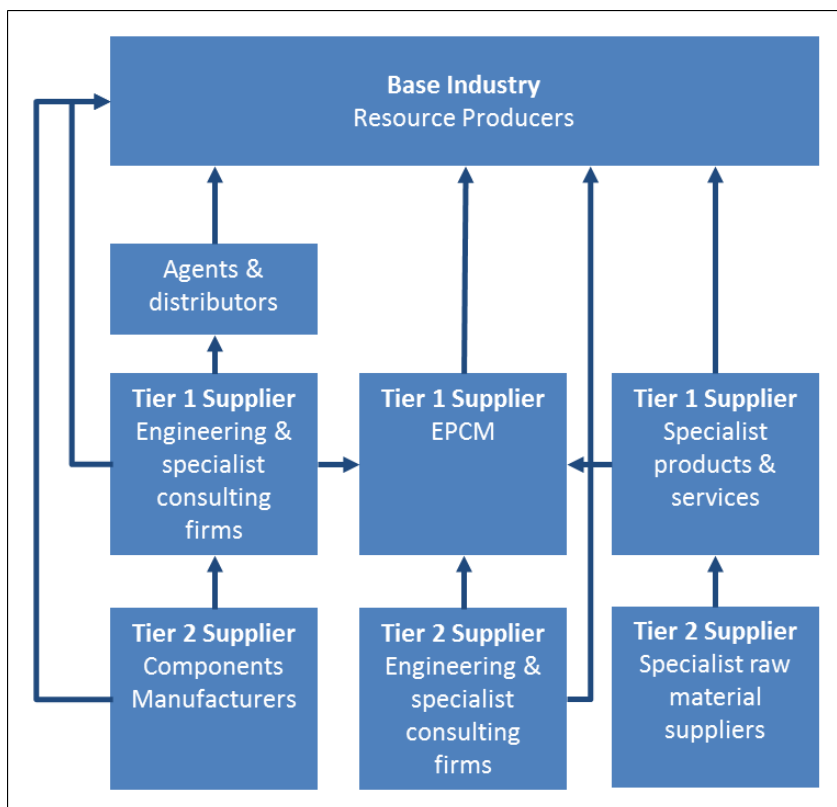 Base Industry
Resource Producers
Agents &
distributors
Tier 1 Supplier
Engineering &
specialist
consulting
firms
Tier 1 Supplier
EPCM
Tier 1 Supplier
Specialist
products &
services
Tier 2 Supplier
Components
Manufacturers
Tier 2 Supplier
Engineering &
specialist
consulting
firms
Tier 2 Supplier
Specialist raw
material
suppliers